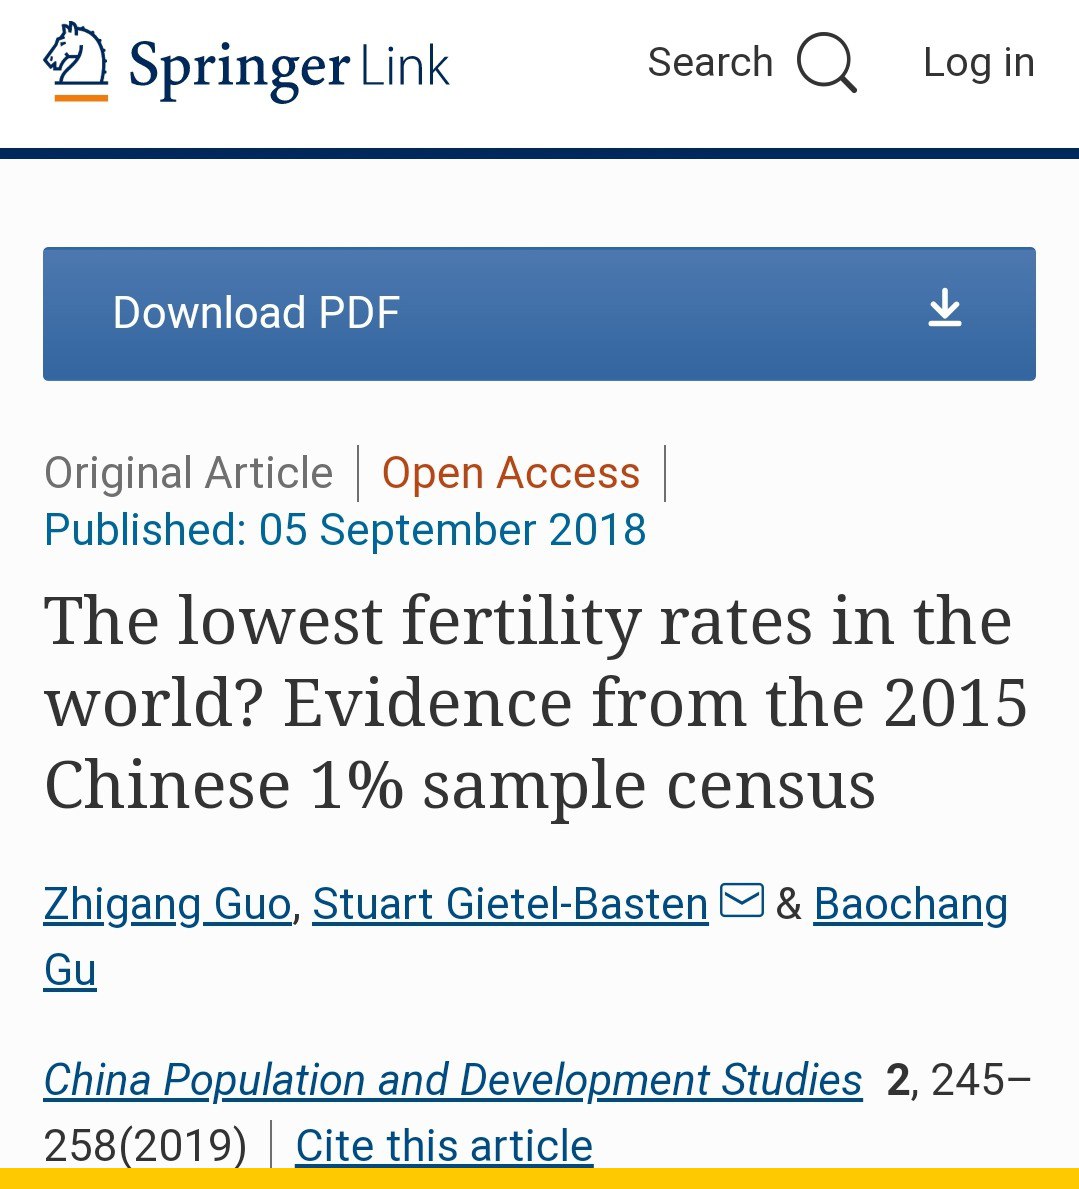 Springer Link Search Log in
Download PDF
Original Article | Open Access |
Published: 05 September 2018
The lowest fertility rates in the
world? Evidence from the 2015
Chinese 1% sample census
Zhigang Guo, Stuart Gietel-Basten & Baochang
Gu
China Population and Development Studies 2, 245–
258(2019) | Cite this article